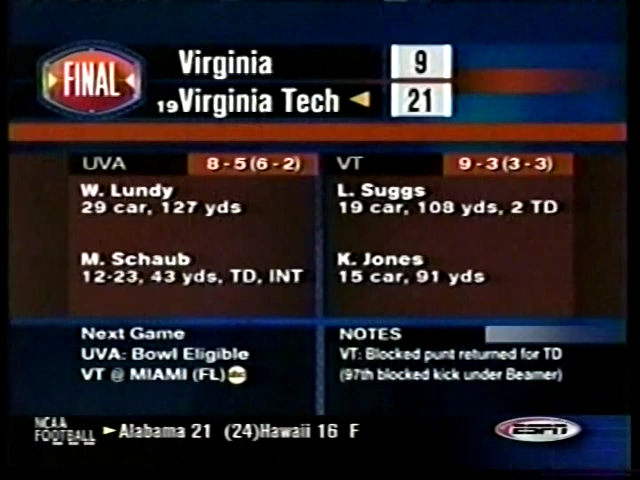 FINAL
Virginia 9
19 Virginia Tech 21
UVA 8-5 (6-2)
VT 9-3 (3-3)
W. Lundy
29 car, 127 yds
L. Suggs
19 car, 108 yds, 2 TD
M. Schaub
12-23, 43 yds, TD, INT
K. Jones
15 car, 91 yds
Next Game
UVA: Bowl Eligible
VT @ MIAMI (FL) abc
NOTES
VT: Blocked punt returned for TD
(97th blocked kick under Beamer)
NCAA
FOOTBALL
Alabama 21 (24)Hawaii 16 F
ESPN